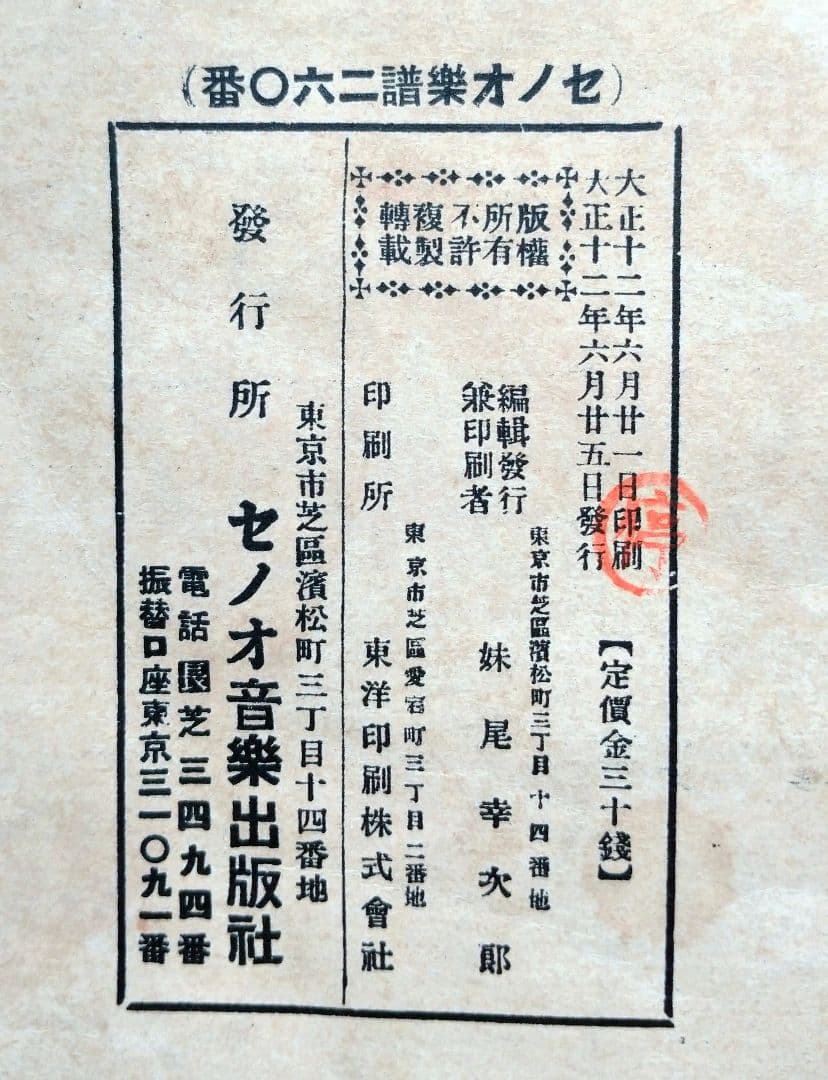 （セノオ樂譜二六〇番）
大正十二年六月廿一日印刷
大正十二年六月廿五日發行
【定價金三十錢】
版權
所有
不許
複製
轉載
東京市芝區濱松町三丁目十四番地
編輯發行
兼印刷者
妹尾幸次郞
東京市芝區愛宕町三丁目二番地
印刷所
東洋印刷株式會社
東京市芝區濱松町三丁目十四番地
發行所
セノオ音樂出版社
電話園芝三四九四番
振替口座東京三一〇九一番